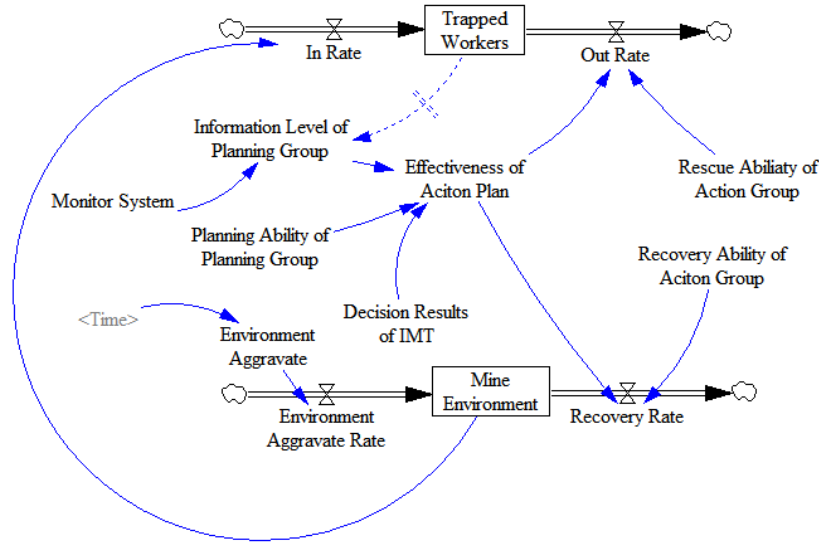 Trapped
Workers
In Rate
Out Rate
Information Level of
Planning Group
Effectiveness of
Aciton Plan
Rescue Abiliaty of
Action Group
Monitor System
Planning Ability of
Planning Group
Recovery Ability of
Aciton Group
<Time>
Decision Results
of IMT
Environment
Aggravate
Mine
Environment
Environment
Aggravate Rate
Recovery Rate